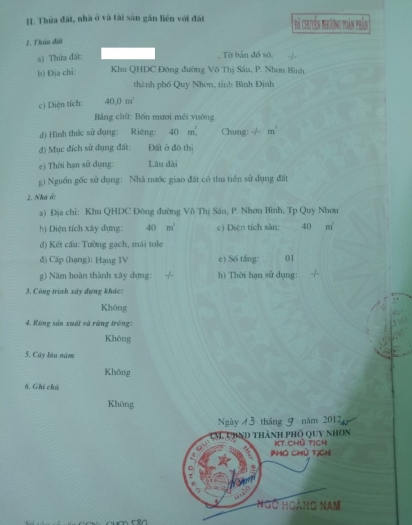 II. Thửa đất, nhà ở và tài sản gắn liền với đất
ĐÃ CHUYỂN NHƯỢNG TOÀN PHẦN
1. Thửa đất
a) Thửa đất: , Tờ bản đồ số: -/-
b) Địa chỉ: Khu QHDC Đông đường Võ Thị Sáu, P. Nhơn Bình,
thành phố Quy Nhơn, tỉnh Bình Định
c) Diện tích: 40,0 m²
Bằng chữ: Bốn mươi mét vuông
d) Hình thức sử dụng: Riêng: 40 m², Chung: -/- m²
đ) Mục đích sử dụng đất: Đất ở đô thị
e) Thời hạn sử dụng: Lâu dài
g) Nguồn gốc sử dụng: Nhà nước giao đất có thu tiền sử dụng đất
2. Nhà ở:
a) Địa chỉ: Khu QHDC Đông đường Võ Thị Sáu, P. Nhơn Bình, Tp Quy Nhơn
b) Diện tích xây dựng: 40 m² c) Diện tích sàn: 40 m²
d) Kết cấu: Tường gạch, mái tole
đ) Cấp (hạng): Hạng IV e) Số tầng: 01
g) Năm hoàn thành xây dựng: -/- h) Thời hạn sử dụng: -/-
3. Công trình xây dựng khác:
Không
4. Rừng sản xuất và rừng trồng:
Không
5. Cây lâu năm
Không
6. Ghi chú
Không
Ngày 13 tháng 9 năm 2012
TM. UBND THÀNH PHỐ QUY NHƠN
KT. CHỦ TỊCH
PHÓ CHỦ TỊCH
NGÔ HOÀNG NAM